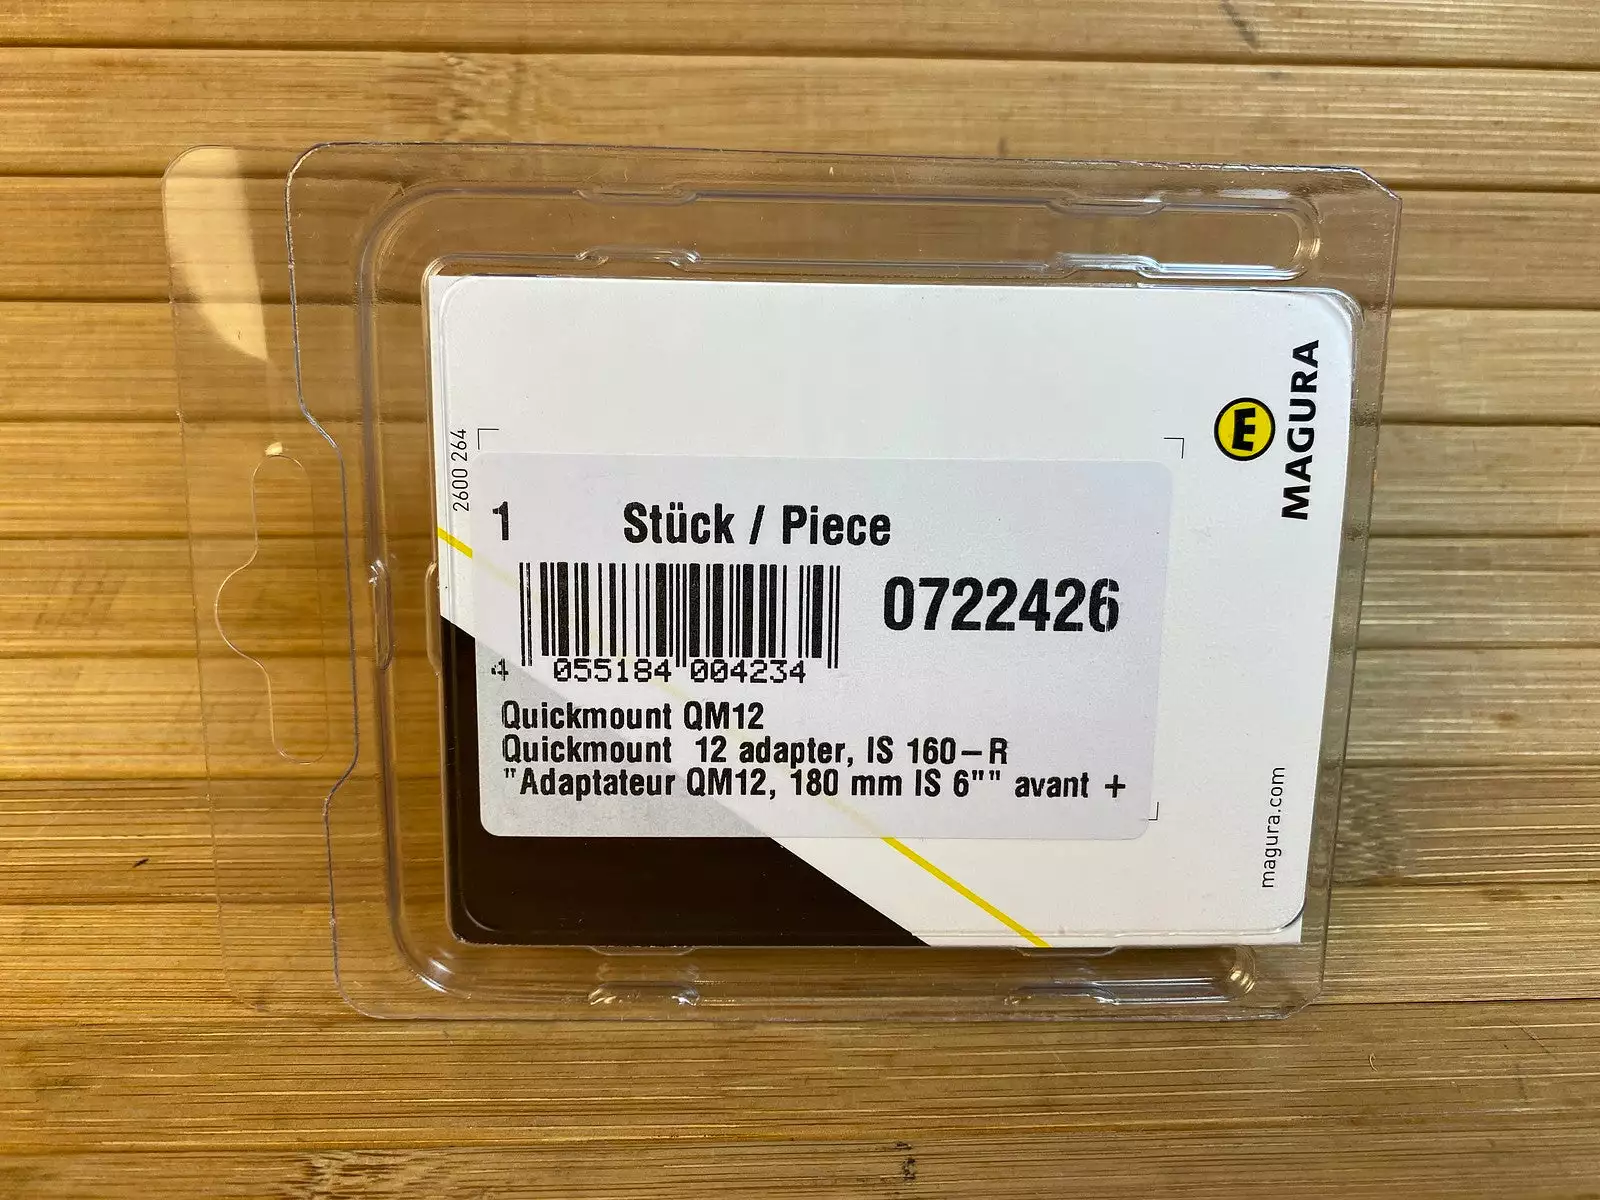 2600 264
E MAGURA
1 Stück / Piece
0722426
4 055184 004234
Quickmount QM12
Quickmount 12 adapter, IS 160-R
"Adaptateur QM12, 180 mm IS 6"" avant +
magura.com